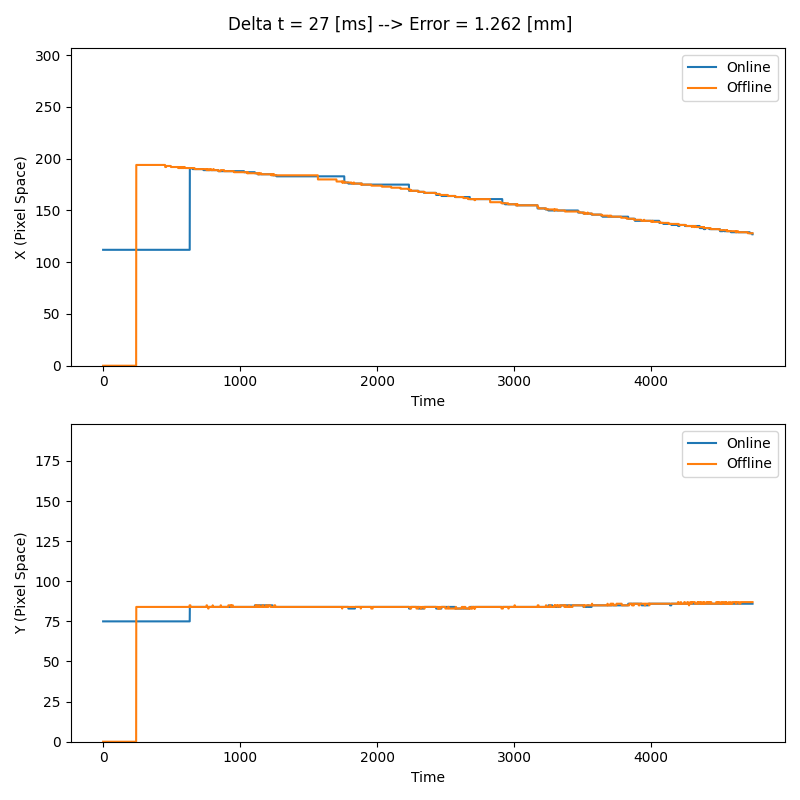 Delta t = 27 [ms] --> Error = 1.262 [mm]
300
250
200
150
100
50
0
X (Pixel Space)
Online
Offline
0 1000 2000 3000 4000
Time
175
150
125
100
75
50
25
0
Y (Pixel Space)
Online
Offline
0 1000 2000 3000 4000
Time